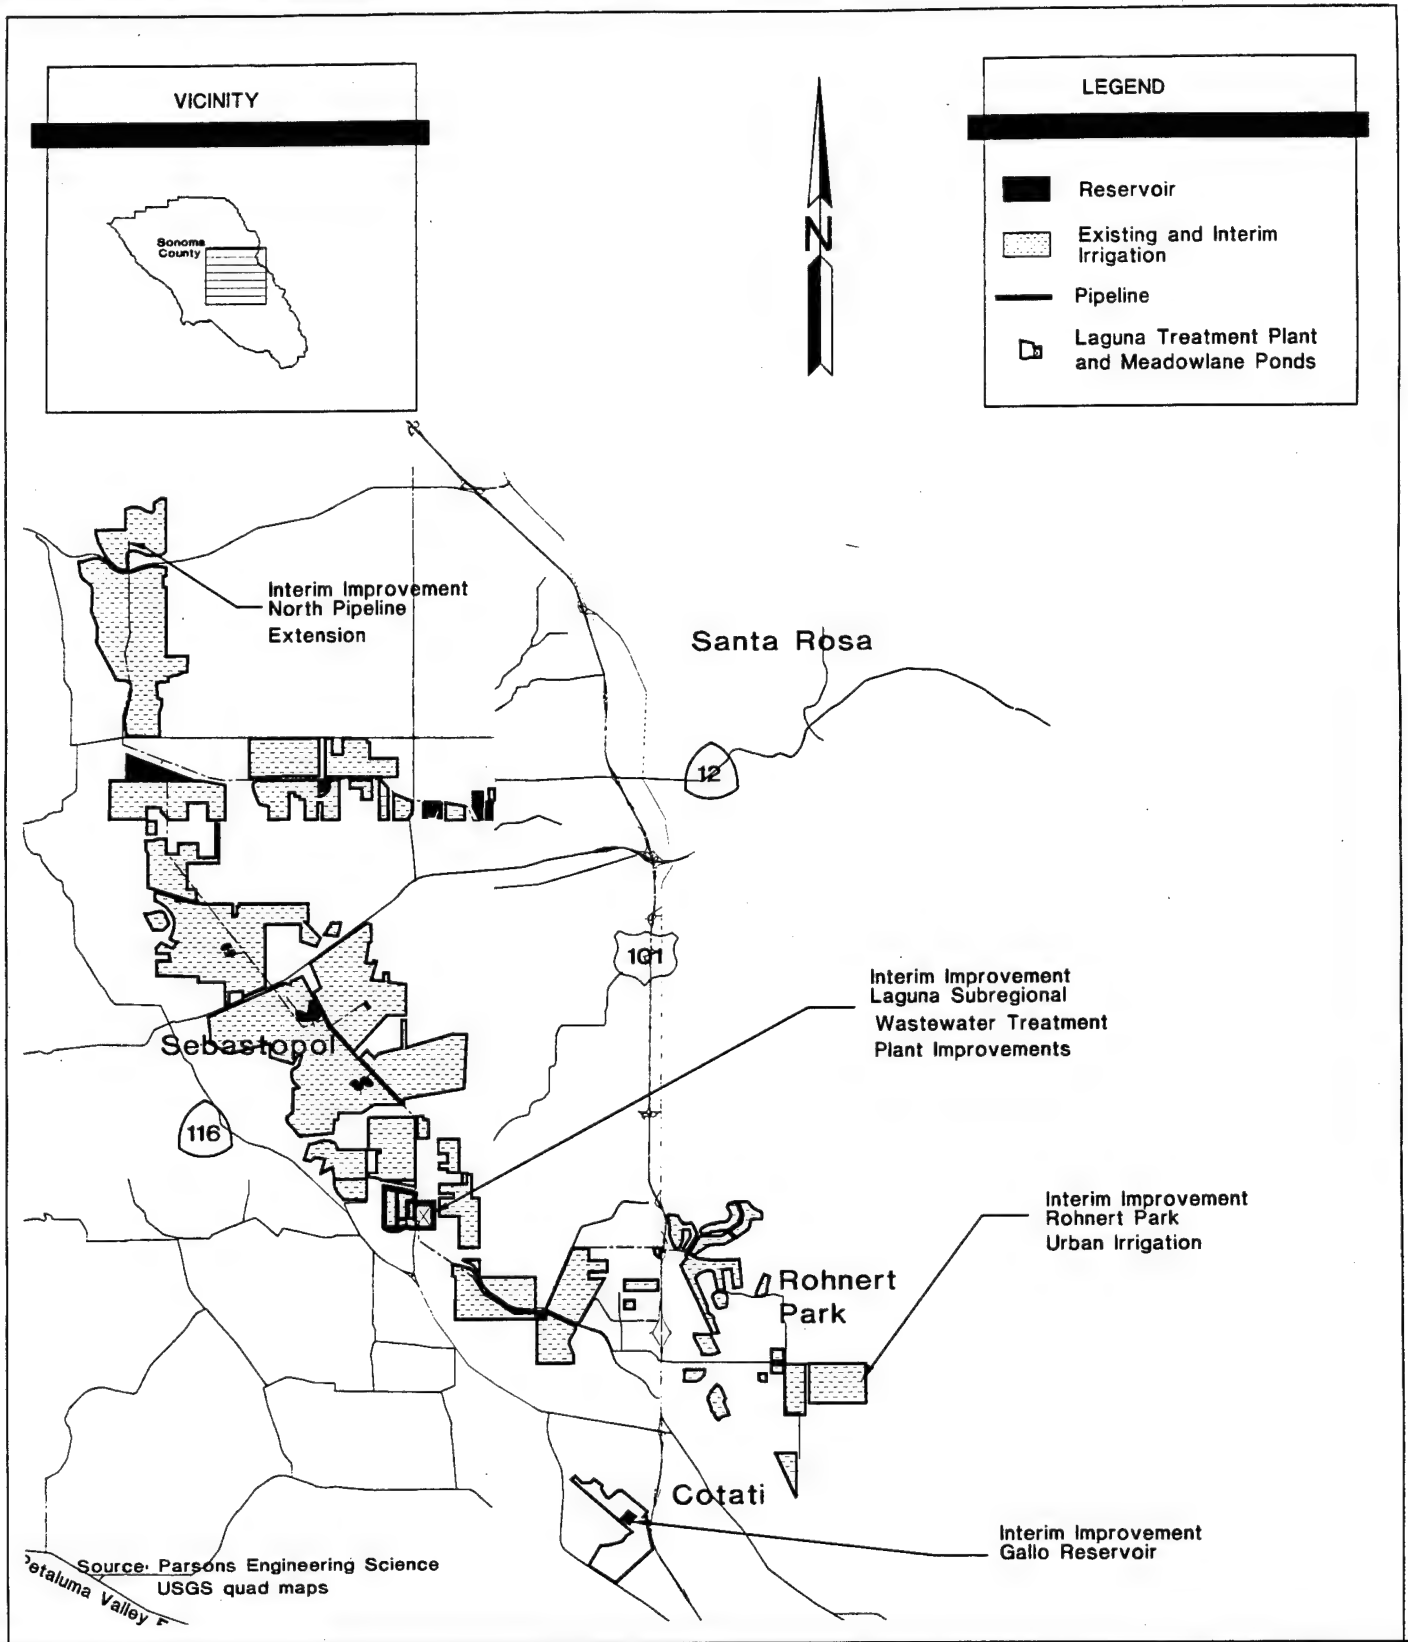 VICINITY
Sonoma
County
N
LEGEND
Reservoir
Existing and Interim
Irrigation
Pipeline
Laguna Treatment Plant
and Meadowlane Ponds
Interim Improvement
North Pipeline
Extension
Santa Rosa
12
101
Interim Improvement
Laguna Subregional
Wastewater Treatment
Plant Improvements
Sebastopol
116
Interim Improvement
Rohnert Park
Urban Irrigation
Rohnert
Park
Cotati
Interim Improvement
Gallo Reservoir
Source: Parsons Engineering Science
USGS quad maps
Petaluma Valley